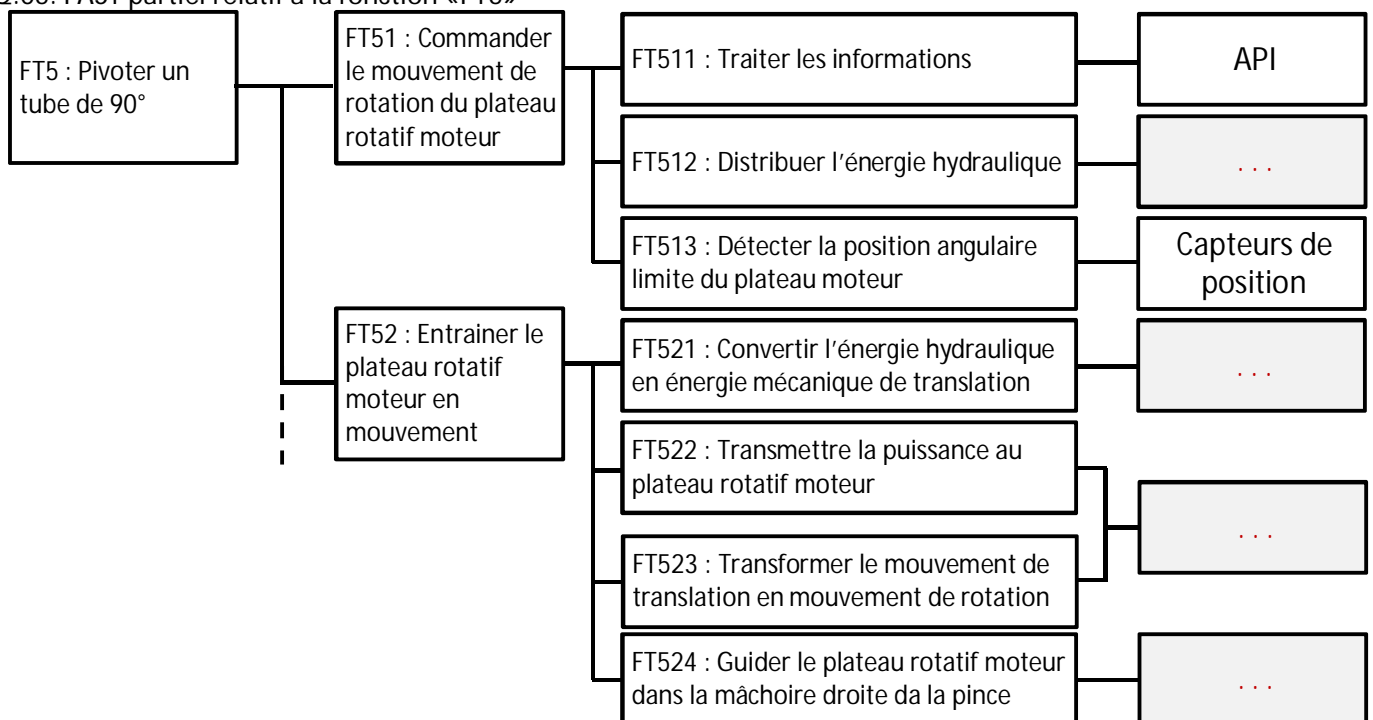 FT5 : Pivoter un
tube de 90°
FT51 : Commander
le mouvement de
rotation du plateau
rotatif moteur
FT511 : Traiter les informations
API
FT512 : Distribuer l'énergie hydraulique
. . .
FT513 : Détecter la position angulaire
limite du plateau moteur
Capteurs de
position
FT52 : Entrainer le
plateau rotatif
moteur en
mouvement
FT521 : Convertir l'énergie hydraulique
en énergie mécanique de translation
. . .
FT522 : Transmettre la puissance au
plateau rotatif moteur
. . .
FT523 : Transformer le mouvement de
translation en mouvement de rotation
FT524 : Guider le plateau rotatif moteur
dans la mâchoire droite da la pince
. . .